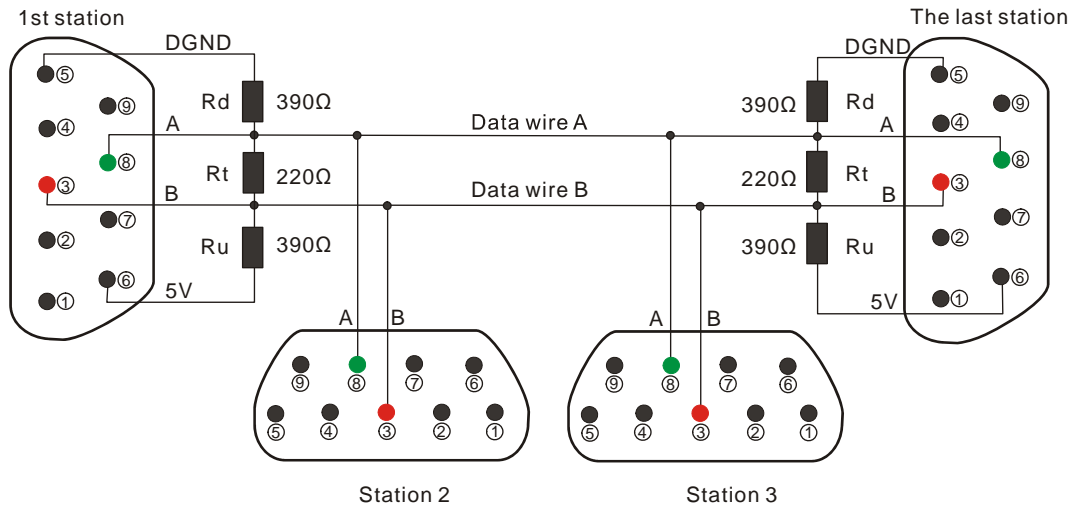 1st station
The last station
DGND
DGND
⑤
⑤
Rd 390Ω
390Ω Rd
⑨
⑨
④
④
A
Data wire A
A
⑧
⑧
Rt 220Ω
220Ω Rt
③
③
B
Data wire B
B
⑦
⑦
②
②
Ru 390Ω
390Ω Ru
⑥
⑥
5V
5V
①
①
A B
A B
⑨ ⑧ ⑦ ⑥
⑨ ⑧ ⑦ ⑥
⑤ ④ ③ ② ①
⑤ ④ ③ ② ①
Station 2
Station 3